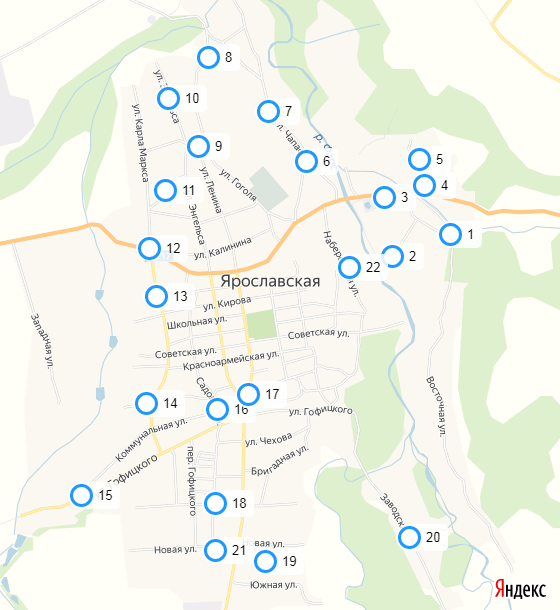 8
10
ул. Карла Маркса
7
9
ул. Гоголя
6
5
4
3
11
ул. Ленина
Энгельса
1
2
12
ул. Калинина
22
Ярославская
13
ул. Кирова
Школьная ул.
Западная ул.
Советская ул.
Советская ул.
Красноармейская ул.
Восточная ул.
17
14
16
ул. Гофицкого
Коммунальная ул.
ул. Чехова
пер. Гофицкого
Бригадная ул.
15
18
20
Новая ул.
21
19
Южная ул.
Яндекс